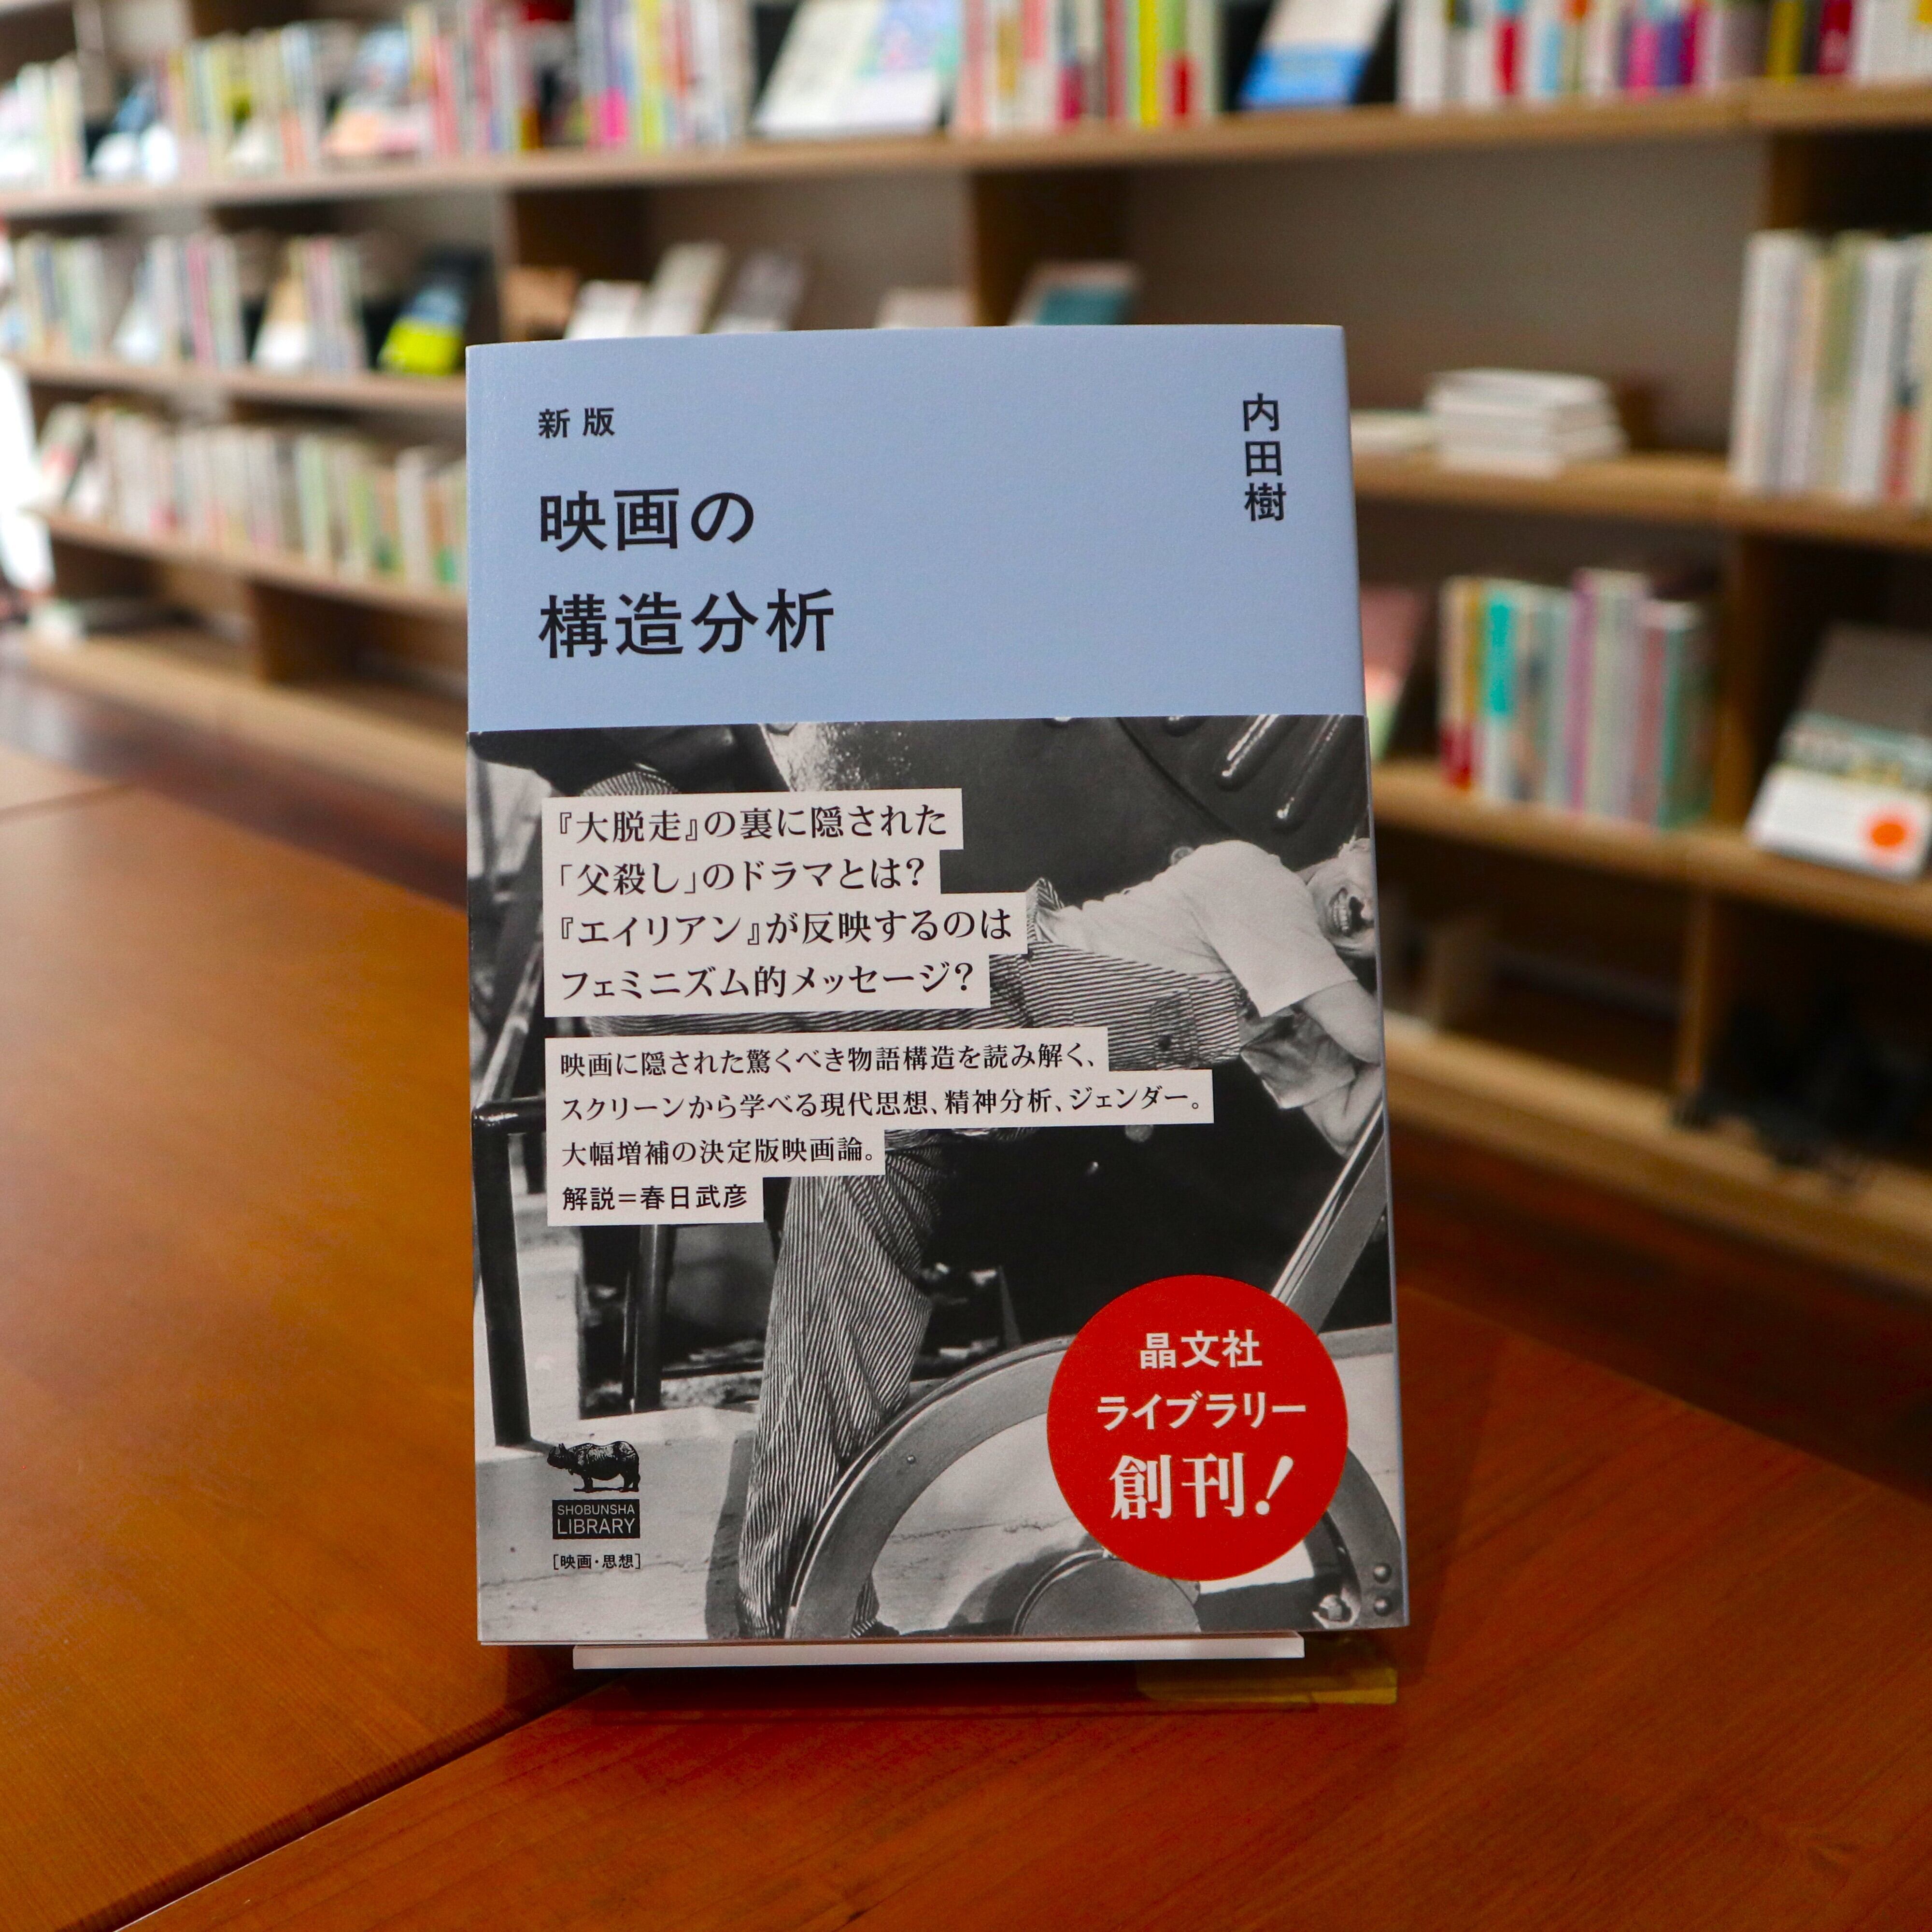 新版
映画の
構造分析
内田樹
『大脱走』の裏に隠された
「父殺し」のドラマとは？
『エイリアン』が反映するのは
フェミニズム的メッセージ？
映画に隠された驚くべき物語構造を読み解く、
スクリーンから学べる現代思想、精神分析、ジェンダー。
大幅増補の決定版映画論。
解説＝春日武彦
晶文社
ライブラリー
創刊！
SHOBUNSHA
LIBRARY
［映画・思想］